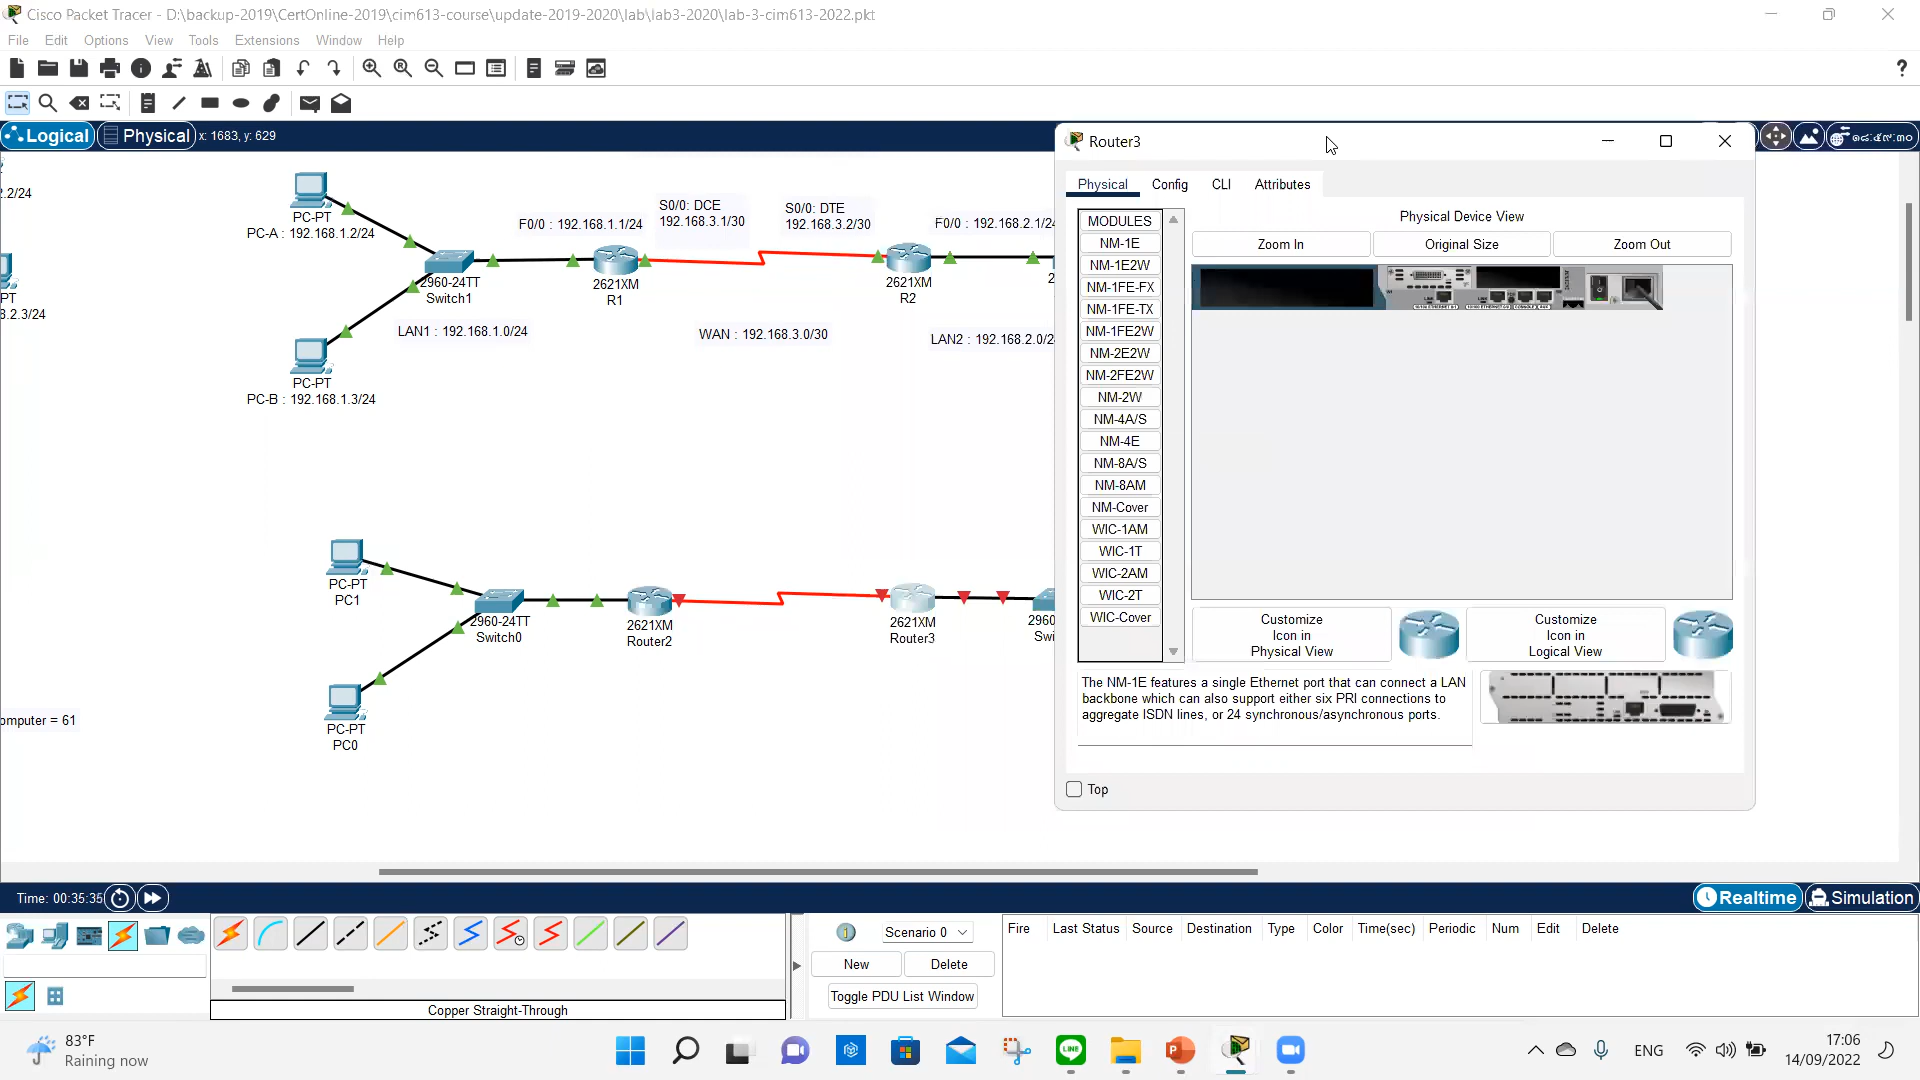 Cisco Packet Tracer - D:\backup-2019\CertOnline-2019\cim613-course\update-2019-2020\lab\lab3-2020\lab-3-cim613-2022.pkt
File Edit Options View Tools Extensions Window Help
?
Logical Physical x: 1683, y: 629
2.2/24
PT
8.2.3/24
omputer = 61
PC-PT
PC-A : 192.168.1.2/24
2960-24TT
Switch1
PC-PT
PC-B : 192.168.1.3/24
LAN1 : 192.168.1.0/24
F0/0 : 192.168.1.1/24
2621XM
R1
S0/0: DCE
192.168.3.1/30
S0/0: DTE
192.168.3.2/30
WAN : 192.168.3.0/30
F0/0 : 192.168.2.1/24
2621XM
R2
LAN2 : 192.168.2.0/2
PC-PT
PC1
2960-24TT
Switch0
PC-PT
PC0
2621XM
Router2
2621XM
Router3
2960
Swi
Router3
Physical Config CLI Attributes
MODULES
NM-1E
NM-1E2W
NM-1FE-FX
NM-1FE-TX
NM-1FE2W
NM-2E2W
NM-2FE2W
NM-2W
NM-4A/S
NM-4E
NM-8A/S
NM-8AM
NM-Cover
WIC-1AM
WIC-1T
WIC-2AM
WIC-2T
WIC-Cover
Physical Device View
Zoom In Original Size Zoom Out
Customize
Icon in
Physical View
Customize
Icon in
Logical View
The NM-1E features a single Ethernet port that can connect a LAN
backbone which can also support either six PRI connections to
aggregate ISDN lines, or 24 synchronous/asynchronous ports.
Top
Time: 00:35:35
Realtime Simulation
Copper Straight-Through
Scenario 0
New Delete
Toggle PDU List Window
Fire Last Status Source Destination Type Color Time(sec) Periodic Num Edit Delete
83°F
Raining now
ENG
17:06
14/09/2022